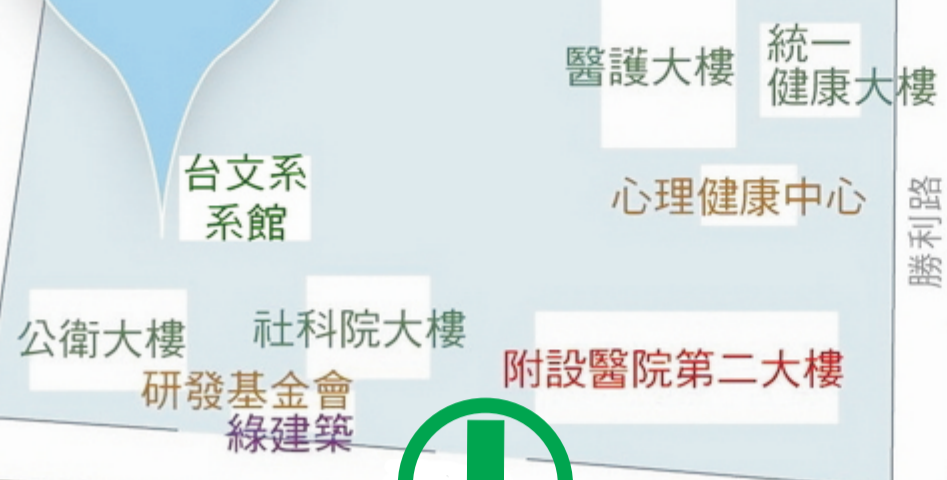 醫護大樓
統一
健康大樓
台文系
系館
心理健康中心
勝利路
公衛大樓
社科院大樓
附設醫院第二大樓
研發基金會
綠建築